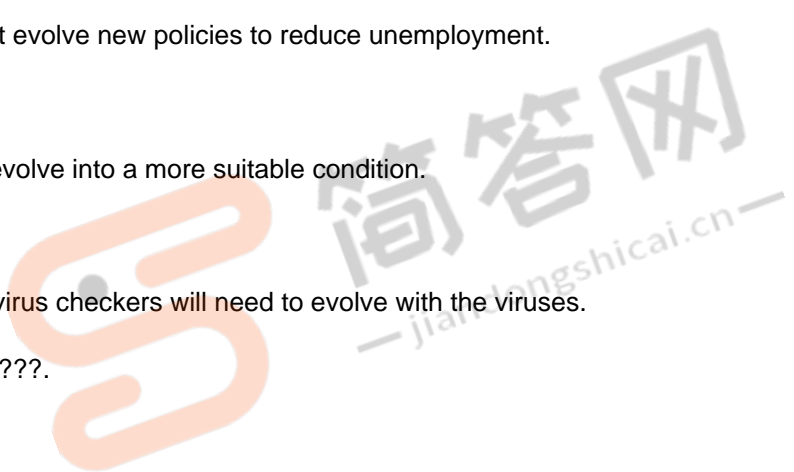 t evolve new policies to reduce unemployment.
evolve into a more suitable condition.
virus checkers will need to evolve with the viruses.
???.
简答网
jiandongshicai.cn